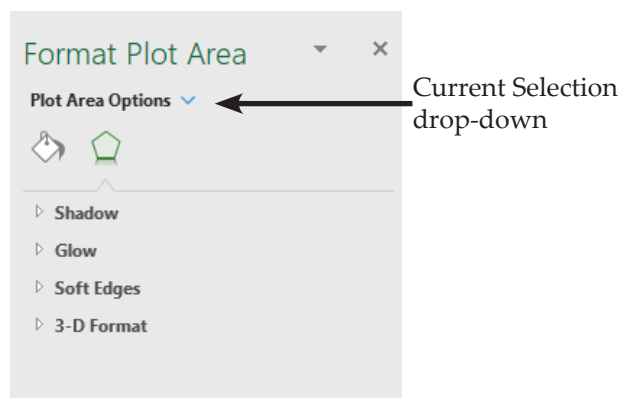 Format Plot Area
Plot Area Options
Current Selection
drop-down
Shadow
Glow
Soft Edges
3-D Format